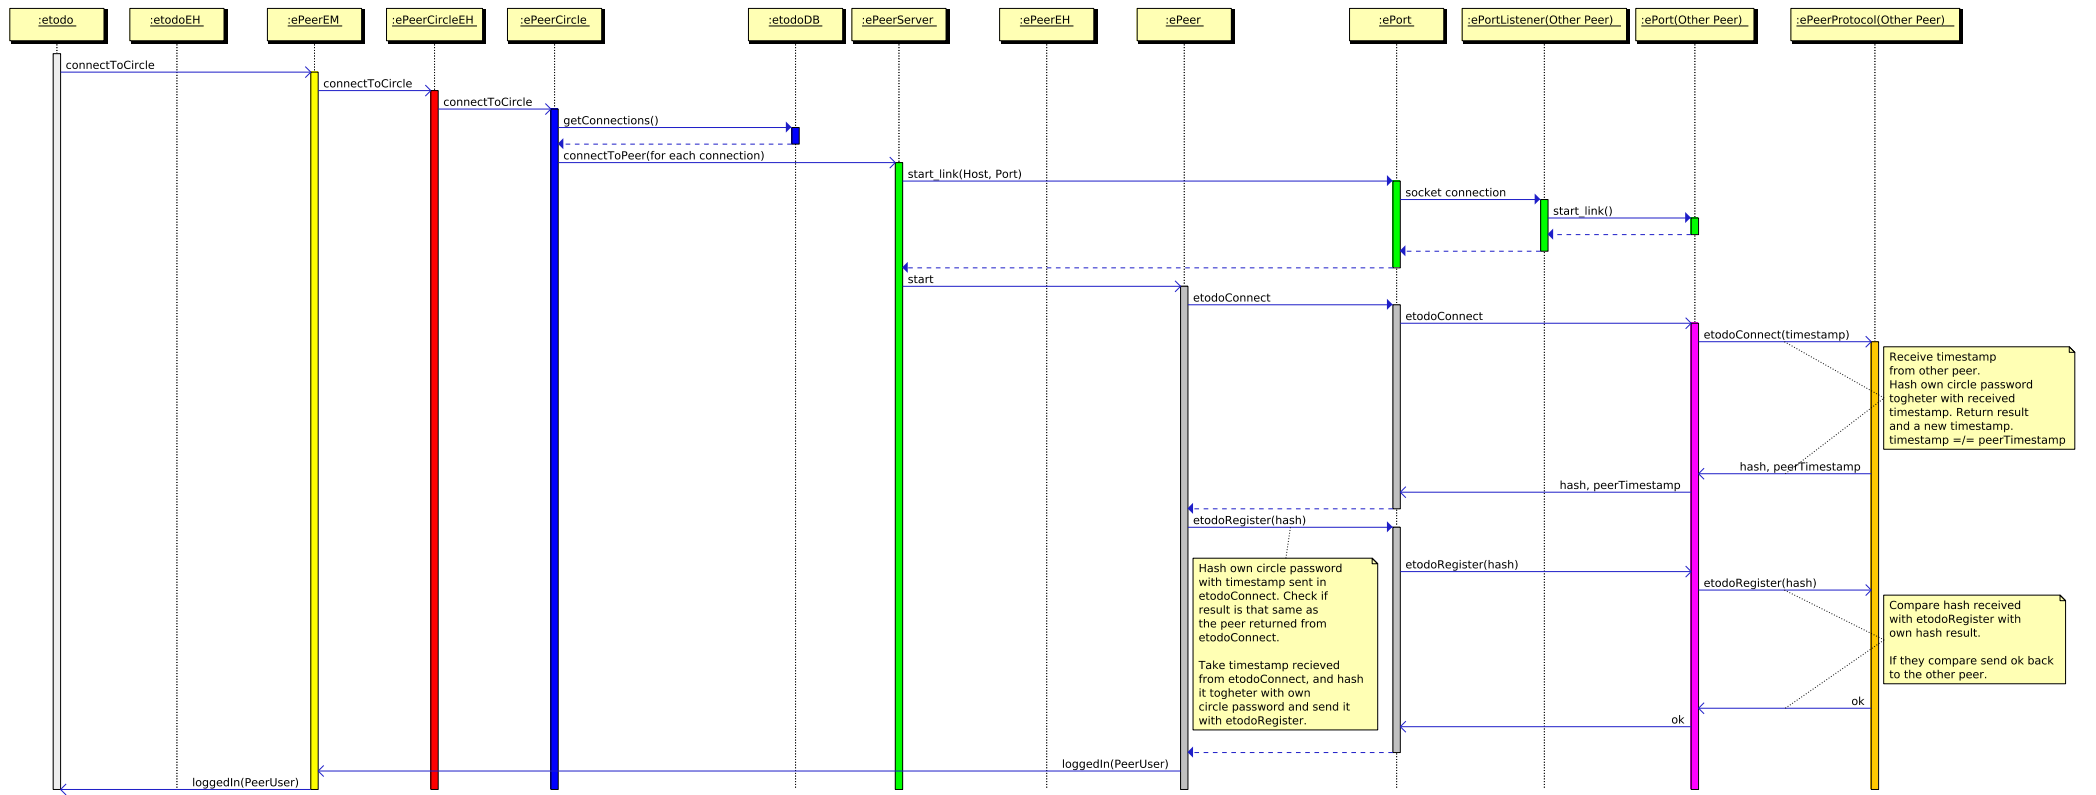 :etodo
:etodoEH
:ePeerEM
:ePeerCircleEH
:ePeerCircle
:etodoDB
:ePeerServer
:ePeerEH
:ePeer
:ePort
:ePortListener(Other Peer)
:ePort(Other Peer)
:ePeerProtocol(Other Peer)
connectToCircle
connectToCircle
connectToCircle
getConnections()
connectToPeer(for each connection)
start_link(Host, Port)
socket connection
start_link()
start
etodoConnect
etodoConnect
etodoConnect(timestamp)
Receive timestamp
from other peer.
Hash own circle password
togheter with received
timestamp. Return result
and a new timestamp.
timestamp =/= peerTimestamp
hash, peerTimestamp
hash, peerTimestamp
etodoRegister(hash)
Hash own circle password
with timestamp sent in
etodoConnect. Check if
result is that same as
the peer returned from
etodoConnect.
Take timestamp recieved
from etodoConnect, and hash
it togheter with own
circle password and send it
with etodoRegister.
etodoRegister(hash)
etodoRegister(hash)
Compare hash received
with etodoRegister with
own hash result.
If they compare send ok back
to the other peer.
ok
ok
loggedIn(PeerUser)
loggedIn(PeerUser)